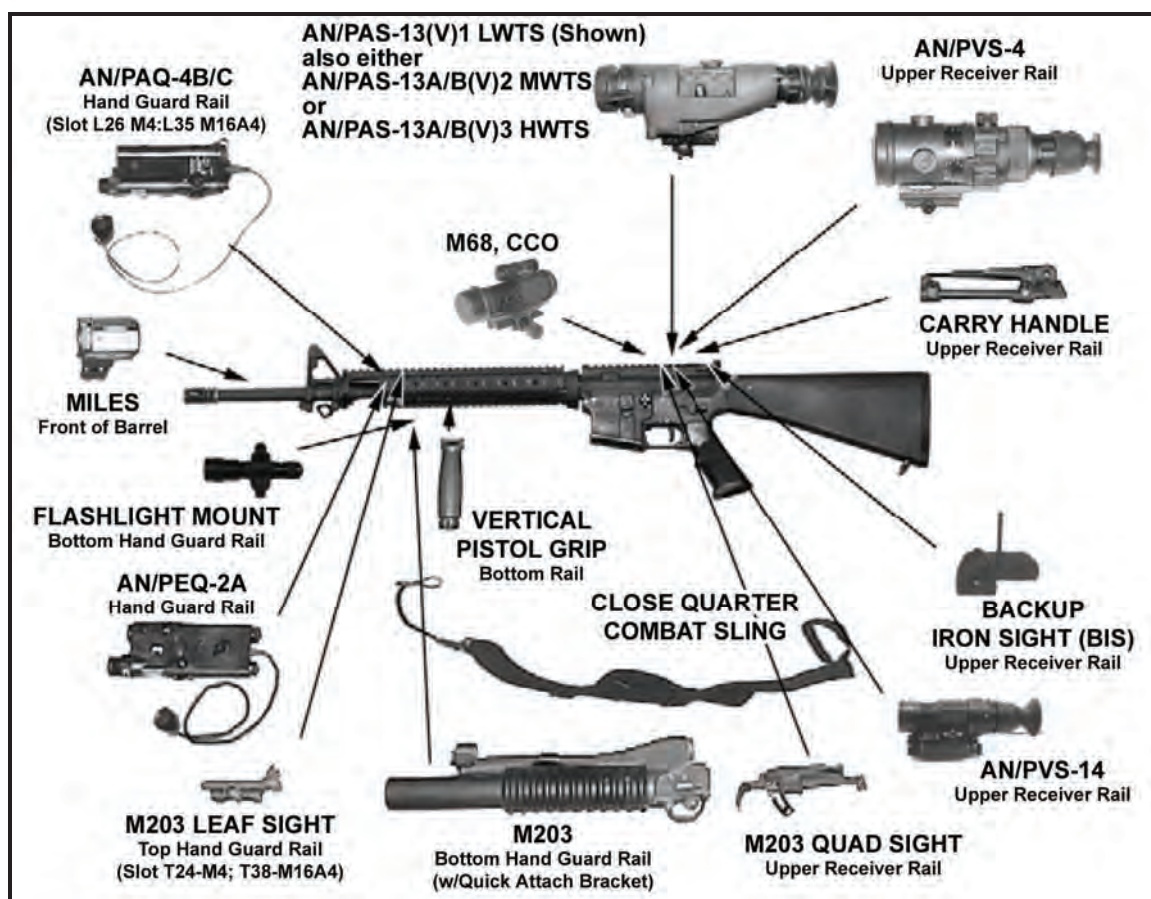 AN/PAS-13(V)1 LWTS (Shown)
also either
AN/PAS-13A/B(V)2 MWTS
or
AN/PAS-13A/B(V)3 HWTS
AN/PVS-4
Upper Receiver Rail
AN/PAQ-4B/C
Hand Guard Rail
(Slot L26 M4:L35 M16A4)
M68, CCO
CARRY HANDLE
Upper Receiver Rail
MILES
Front of Barrel
FLASHLIGHT MOUNT
Bottom Hand Guard Rail
VERTICAL
PISTOL GRIP
Bottom Rail
AN/PEQ-2A
Hand Guard Rail
CLOSE QUARTER
COMBAT SLING
BACKUP
IRON SIGHT (BIS)
Upper Receiver Rail
AN/PVS-14
Upper Receiver Rail
M203 LEAF SIGHT
Top Hand Guard Rail
(Slot T24-M4; T38-M16A4)
M203
Bottom Hand Guard Rail
(w/Quick Attach Bracket)
M203 QUAD SIGHT
Upper Receiver Rail